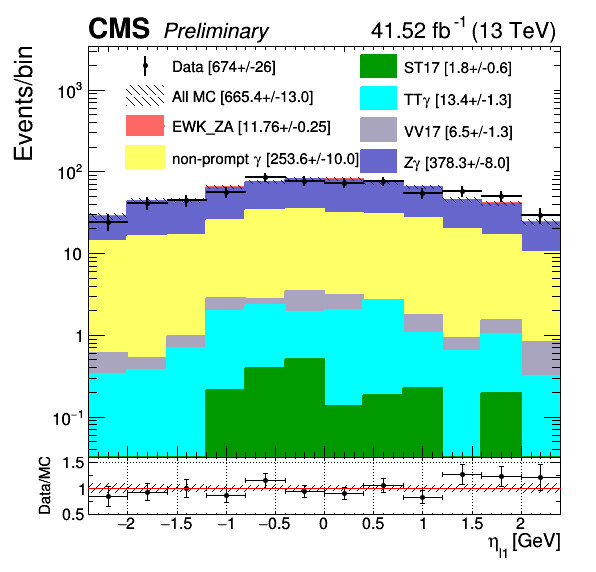 CMS Preliminary 41.52 fb⁻¹ (13 TeV)
Events/bin
Data [674+/-26]
All MC [665.4+/-13.0]
EWK_ZA [11.76+/-0.25]
non-prompt γ [253.6+/-10.0]
ST17 [1.8+/-0.6]
TTγ [13.4+/-1.3]
VV17 [6.5+/-1.3]
Zγ [378.3+/-8.0]
10³
10²
10
1
10⁻¹
Data/MC
1.5
1
0.5
−2 −1.5 −1 −0.5 0 0.5 1 1.5 2
η_l1 [GeV]